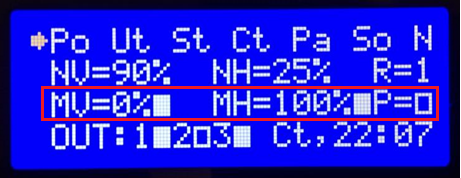 Po Ut St Ct Pa So N
NV=90% NH=25% R=1
MV=0%■ MH=100%■P=□
OUT:1■2□3■ Ct,22:07